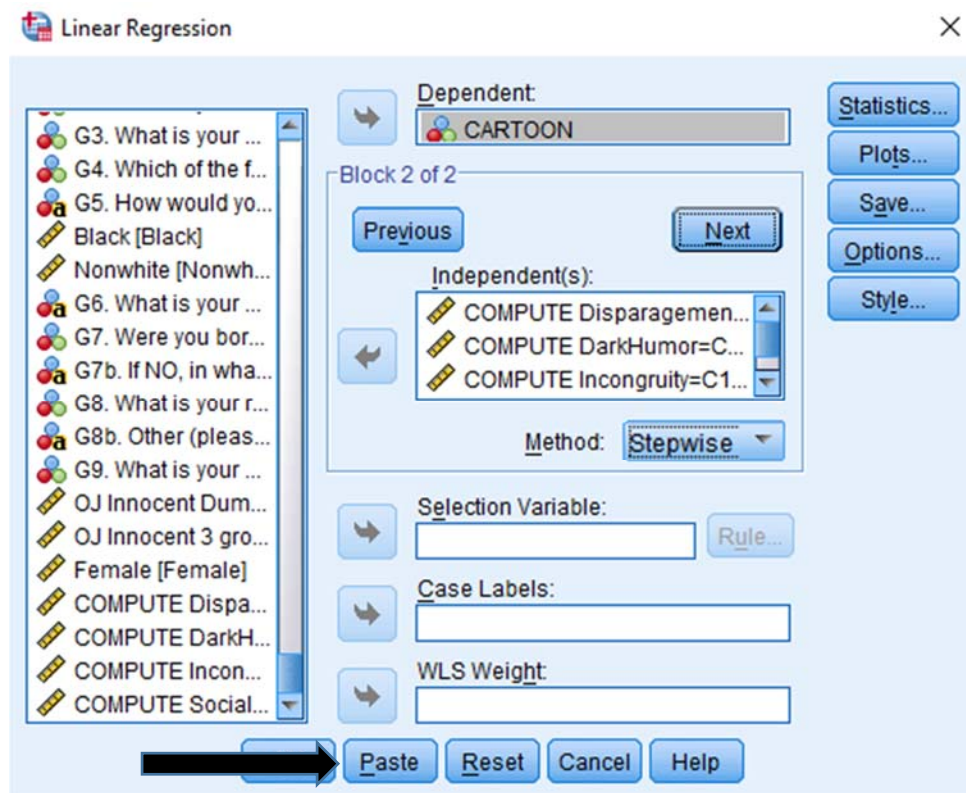 Linear Regression
G3. What is your ...
G4. Which of the f...
G5. How would yo...
Black [Black]
Nonwhite [Nonwh...
G6. What is your ...
G7. Were you bor...
G7b. If NO, in wha...
G8. What is your r...
G8b. Other (pleas...
G9. What is your ...
OJ Innocent Dum...
OJ Innocent 3 gro...
Female [Female]
COMPUTE Dispa...
COMPUTE DarkH...
COMPUTE Incon...
COMPUTE Social...
Dependent:
CARTOON
Block 2 of 2
Previous
Next
Independent(s):
COMPUTE Disparagemen...
COMPUTE DarkHumor=C...
COMPUTE Incongruity=C1...
Method: Stepwise
Selection Variable:
Rule...
Case Labels:
WLS Weight:
Statistics...
Plots...
Save...
Options...
Style...
Paste Reset Cancel Help